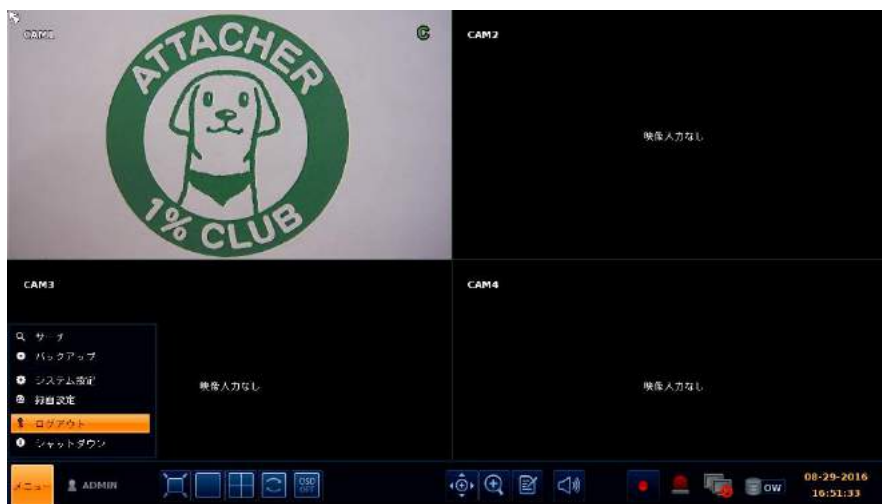 CAM1
ATTACHER
1% CLUB
C
CAM2
映像入力なし
CAM3
映像入力なし
CAM4
映像入力なし
サーチ
バックアップ
システム設定
録画設定
ログアウト
シャットダウン
メニュー
ADMIN
OSD
OFF
OW
08-29-2016
16:51:33